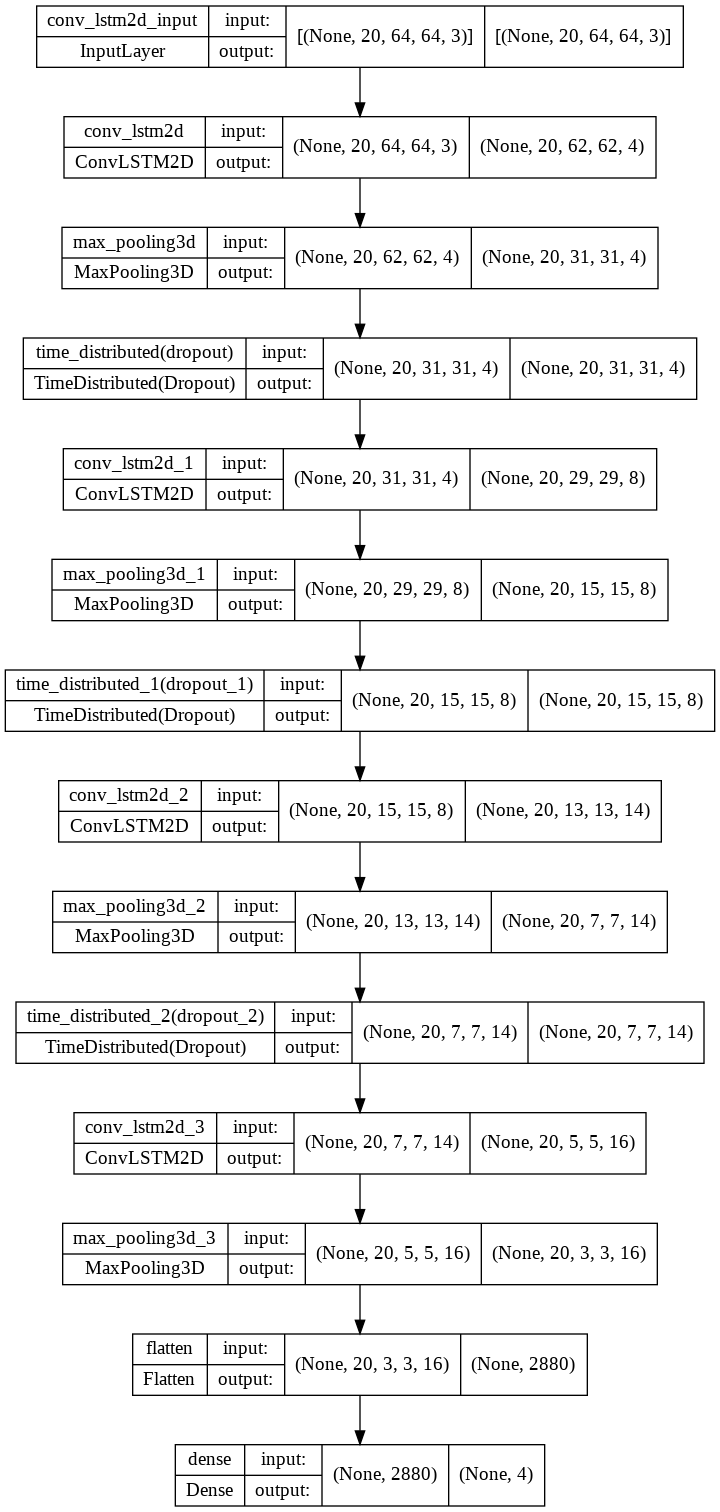 conv_lstm2d_input input: [(None, 20, 64, 64, 3)] [(None, 20, 64, 64, 3)]
InputLayer output:
conv_lstm2d input: (None, 20, 64, 64, 3) (None, 20, 62, 62, 4)
ConvLSTM2D output:
max_pooling3d input: (None, 20, 62, 62, 4) (None, 20, 31, 31, 4)
MaxPooling3D output:
time_distributed(dropout) input: (None, 20, 31, 31, 4) (None, 20, 31, 31, 4)
TimeDistributed(Dropout) output:
conv_lstm2d_1 input: (None, 20, 31, 31, 4) (None, 20, 29, 29, 8)
ConvLSTM2D output:
max_pooling3d_1 input: (None, 20, 29, 29, 8) (None, 20, 15, 15, 8)
MaxPooling3D output:
time_distributed_1(dropout_1) input: (None, 20, 15, 15, 8) (None, 20, 15, 15, 8)
TimeDistributed(Dropout) output:
conv_lstm2d_2 input: (None, 20, 15, 15, 8) (None, 20, 13, 13, 14)
ConvLSTM2D output:
max_pooling3d_2 input: (None, 20, 13, 13, 14) (None, 20, 7, 7, 14)
MaxPooling3D output:
time_distributed_2(dropout_2) input: (None, 20, 7, 7, 14) (None, 20, 7, 7, 14)
TimeDistributed(Dropout) output:
conv_lstm2d_3 input: (None, 20, 7, 7, 14) (None, 20, 5, 5, 16)
ConvLSTM2D output:
max_pooling3d_3 input: (None, 20, 5, 5, 16) (None, 20, 3, 3, 16)
MaxPooling3D output:
flatten input: (None, 20, 3, 3, 16) (None, 2880)
Flatten output:
dense input: (None, 2880) (None, 4)
Dense output: